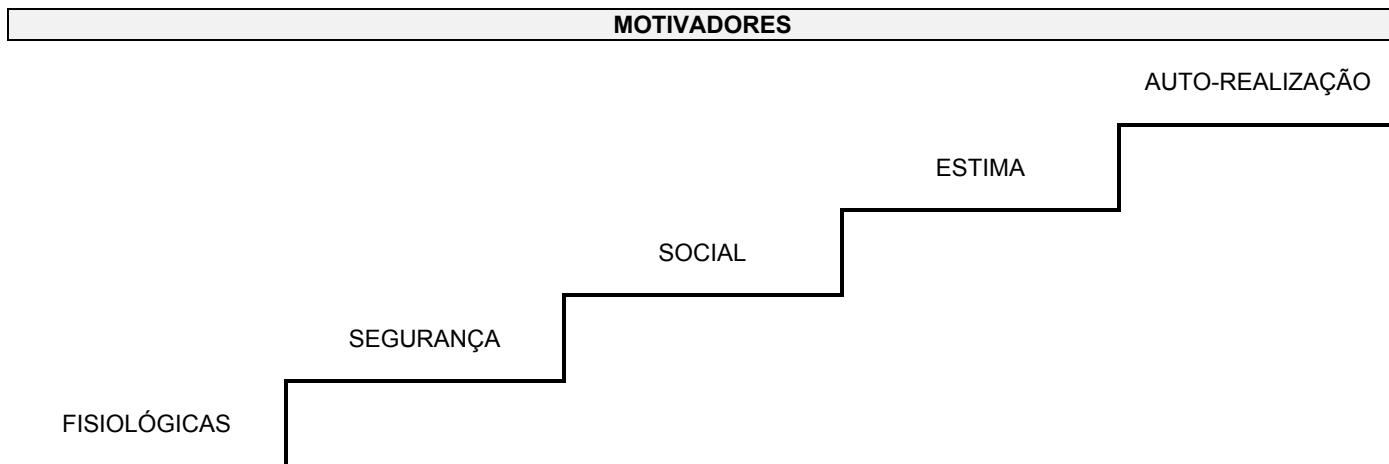 MOTIVADORES
AUTO-REALIZAÇÃO
ESTIMA
SOCIAL
SEGURANÇA
FISIOLÓGICAS